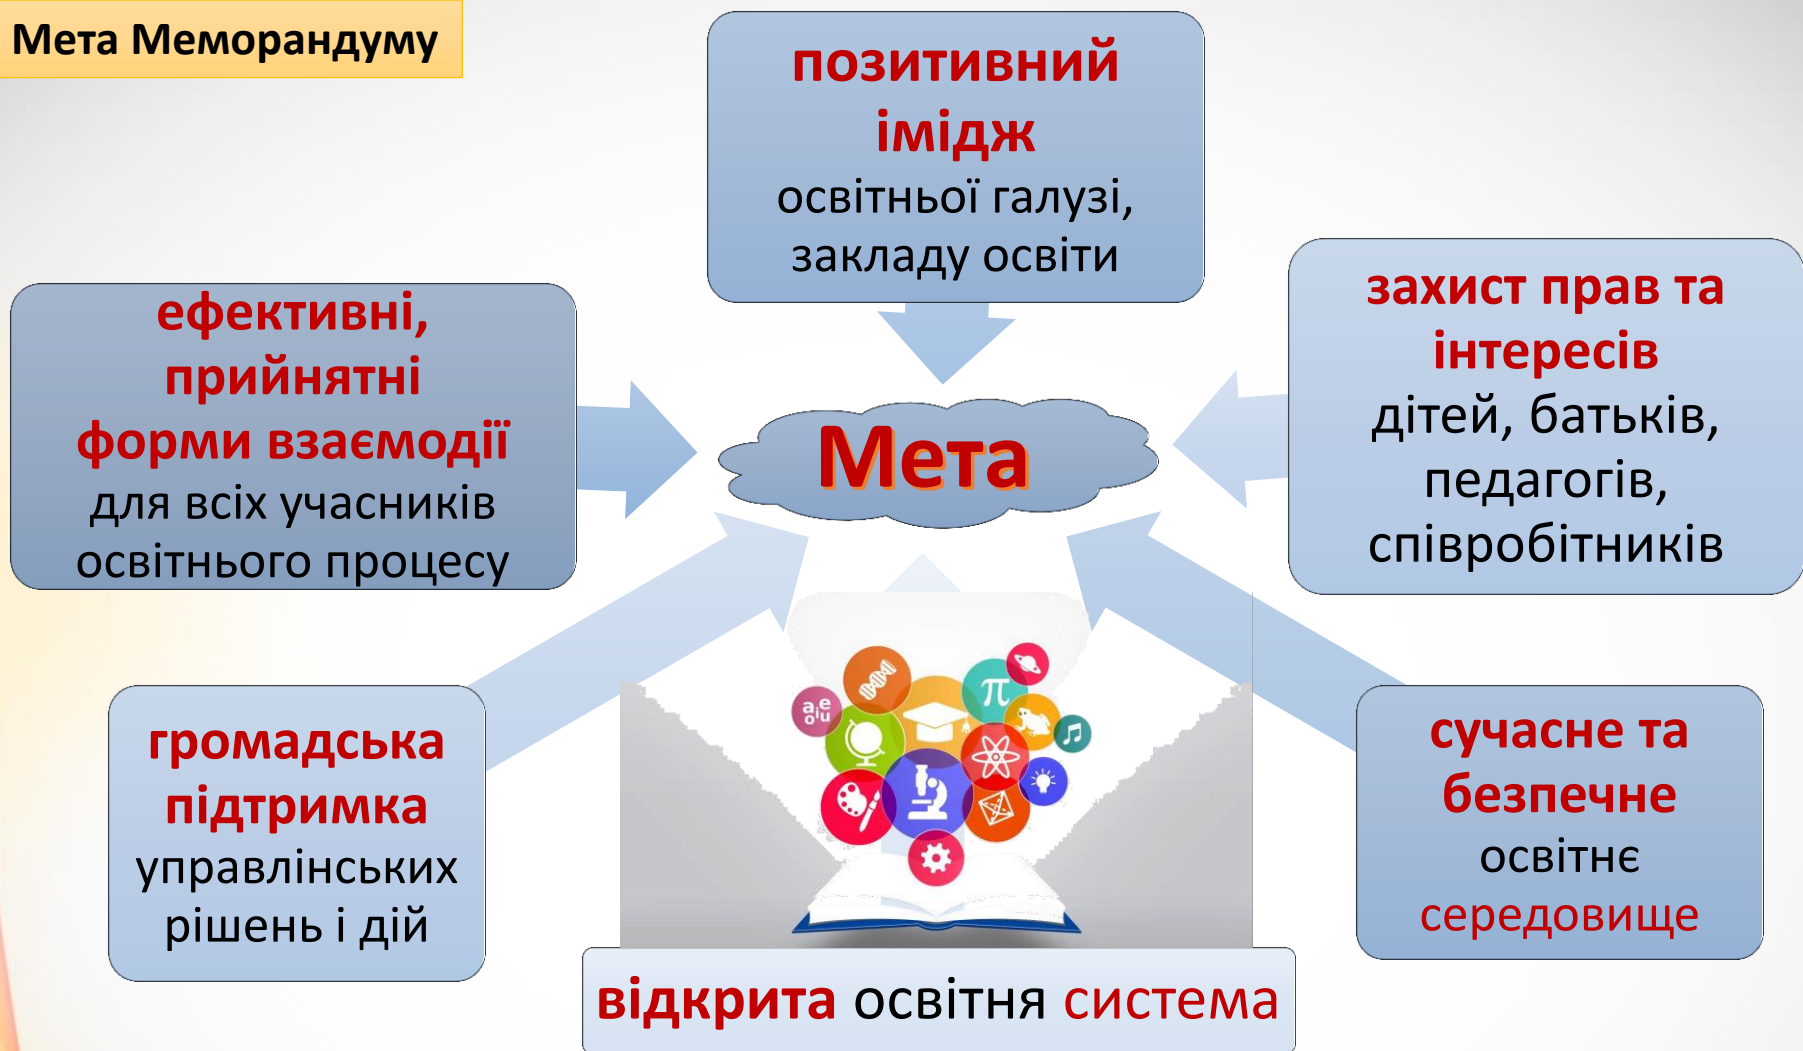 Мета Меморандуму
позитивний
імідж
освітньої галузі,
закладу освіти
ефективні,
прийнятні
форми взаємодії
для всіх учасників
освітнього процесу
захист прав та
інтересів
дітей, батьків,
педагогів,
співробітників
Мета
громадська
підтримка
управлінських
рішень і дій
a e
o i u
π
сучасне та
безпечне
освітнє
середовище
відкрита освітня система